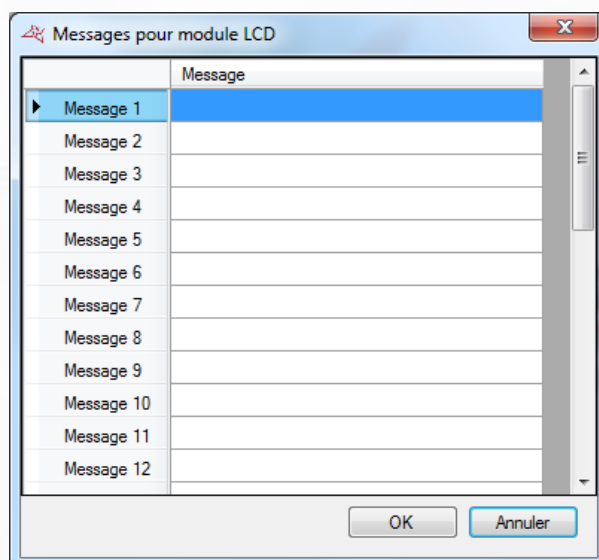 Messages pour module LCD
Message
Message 1
Message 2
Message 3
Message 4
Message 5
Message 6
Message 7
Message 8
Message 9
Message 10
Message 11
Message 12
OK Annuler